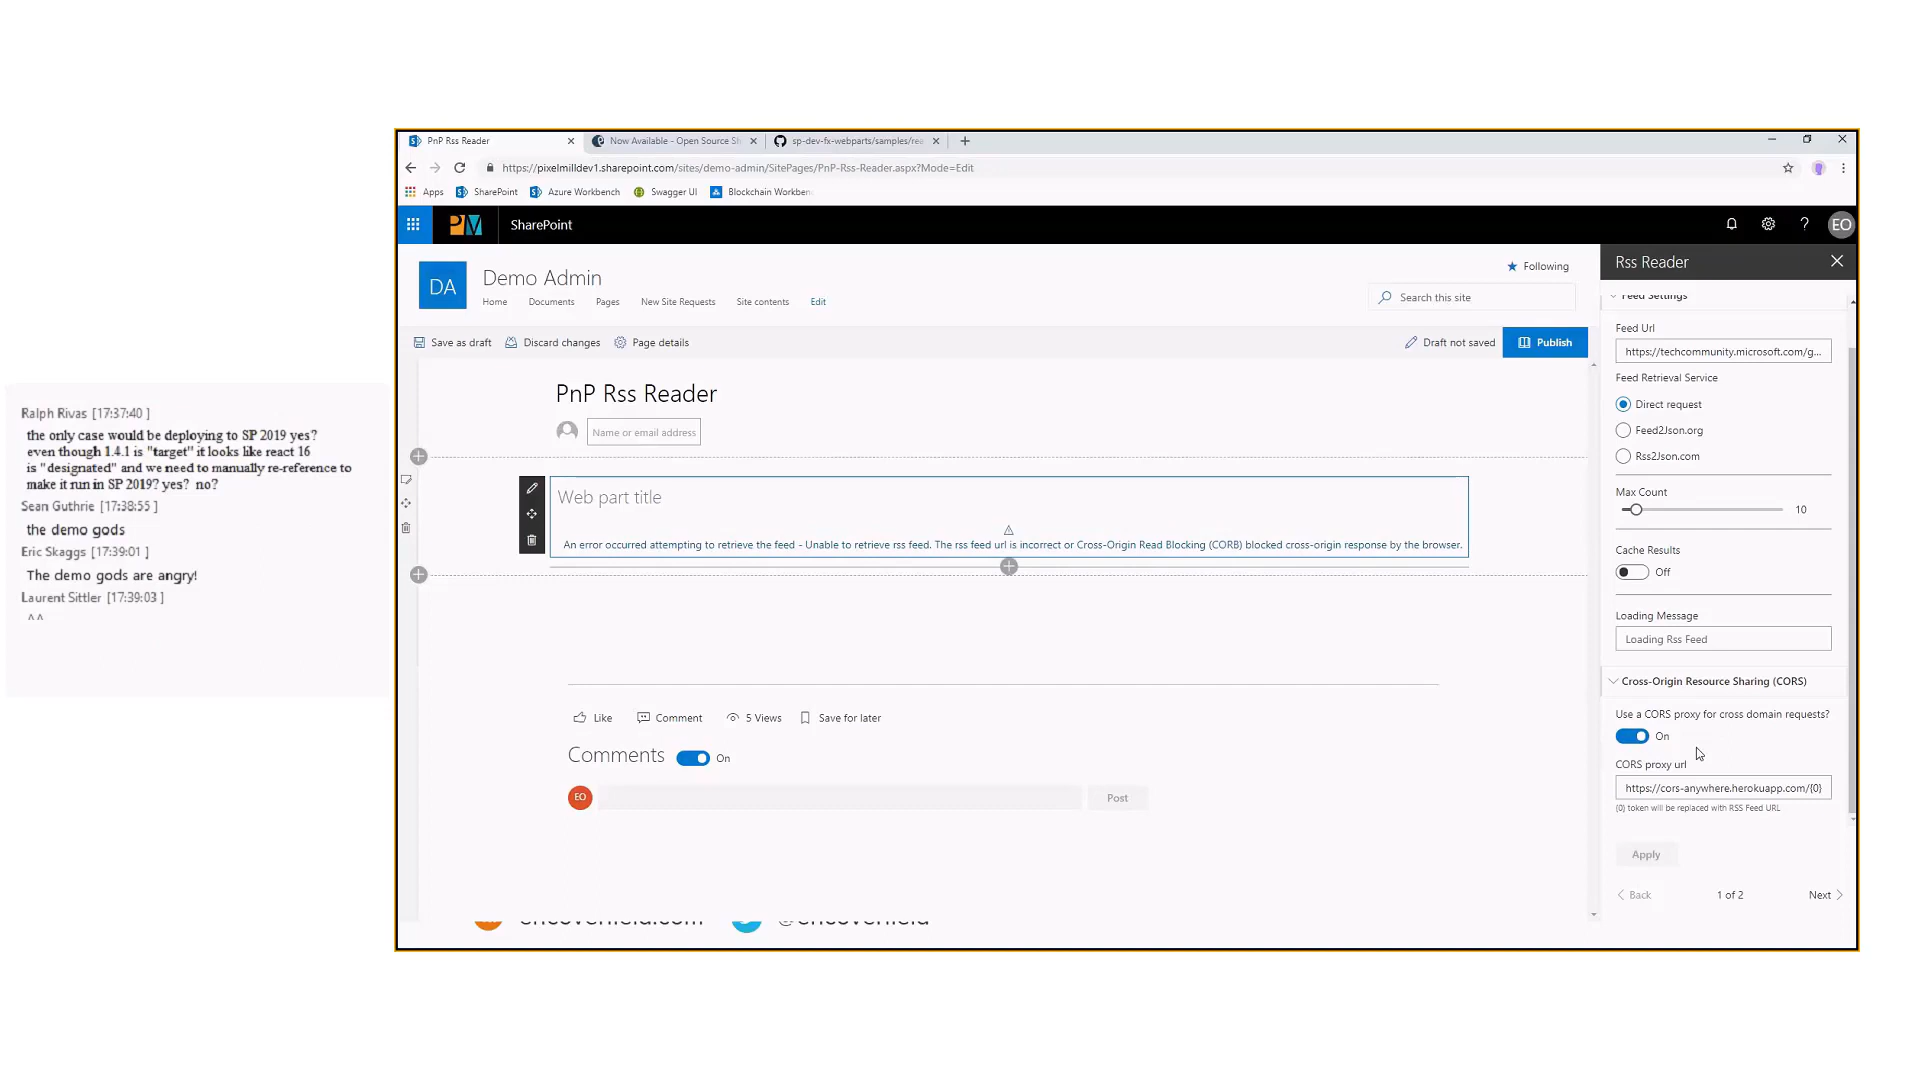 Ralph Rivas [17:37:40 ]
the only case would be deploying to SP 2019 yes?
even though 1.4.1 is "target" it looks like react 16
is "designated" and we need to manually re-reference to
make it run in SP 2019? yes? no?
Sean Guthrie [17:38:55 ]
the demo gods
Eric Skaggs [17:39:01 ]
The demo gods are angry!
Laurent Sittler [17:39:03 ]
^^
PnP Rss Reader
Now Available - Open Source Sh
sp-dev-fx-webparts/samples/rea
https://pixelmilldev1.sharepoint.com/sites/demo-admin/SitePages/PnP-Rss-Reader.aspx?Mode=Edit
Apps SharePoint Azure Workbench Swagger UI Blockchain Workben
PM SharePoint ? EO
DA Demo Admin
Following
Home Documents Pages New Site Requests Site contents Edit
Search this site
Save as draft Discard changes Page details Draft not saved Publish
PnP Rss Reader
Name or email address
Web part title
An error occurred attempting to retrieve the feed - Unable to retrieve rss feed. The rss feed url is incorrect or Cross-Origin Read Blocking (CORB) blocked cross-origin response by the browser.
Like Comment 5 Views Save for later
Comments On
EO Post
Rss Reader
Feed Settings
Feed Url
https://techcommunity.microsoft.com/g...
Feed Retrieval Service
Direct request
Feed2Json.org
Rss2Json.com
Max Count
10
Cache Results
Off
Loading Message
Loading Rss Feed
Cross-Origin Resource Sharing (CORS)
Use a CORS proxy for cross domain requests?
On
CORS proxy url
https://cors-anywhere.herokuapp.com/{0}
{0} token will be replaced with RSS Feed URL
Apply
Back 1 of 2 Next